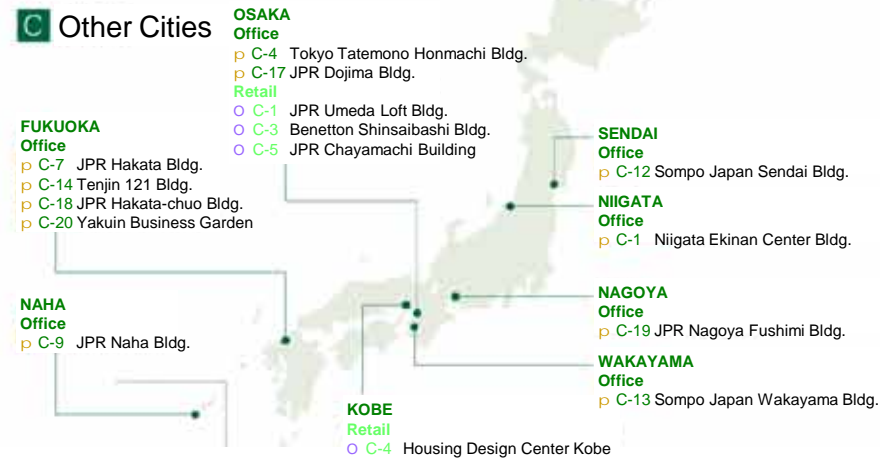 C Other Cities
OSAKA
Office
p C-4 Tokyo Tatemono Honmachi Bldg.
p C-17 JPR Dojima Bldg.
Retail
O C-1 JPR Umeda Loft Bldg.
O C-3 Benetton Shinsaibashi Bldg.
O C-5 JPR Chayamachi Building
FUKUOKA
Office
p C-7 JPR Hakata Bldg.
p C-14 Tenjin 121 Bldg.
p C-18 JPR Hakata-chuo Bldg.
p C-20 Yakuin Business Garden
NAHA
Office
p C-9 JPR Naha Bldg.
KOBE
Retail
O C-4 Housing Design Center Kobe
SENDAI
Office
p C-12 Sompo Japan Sendai Bldg.
NIIGATA
Office
p C-1 Niigata Ekinan Center Bldg.
NAGOYA
Office
p C-19 JPR Nagoya Fushimi Bldg.
WAKAYAMA
Office
p C-13 Sompo Japan Wakayama Bldg.